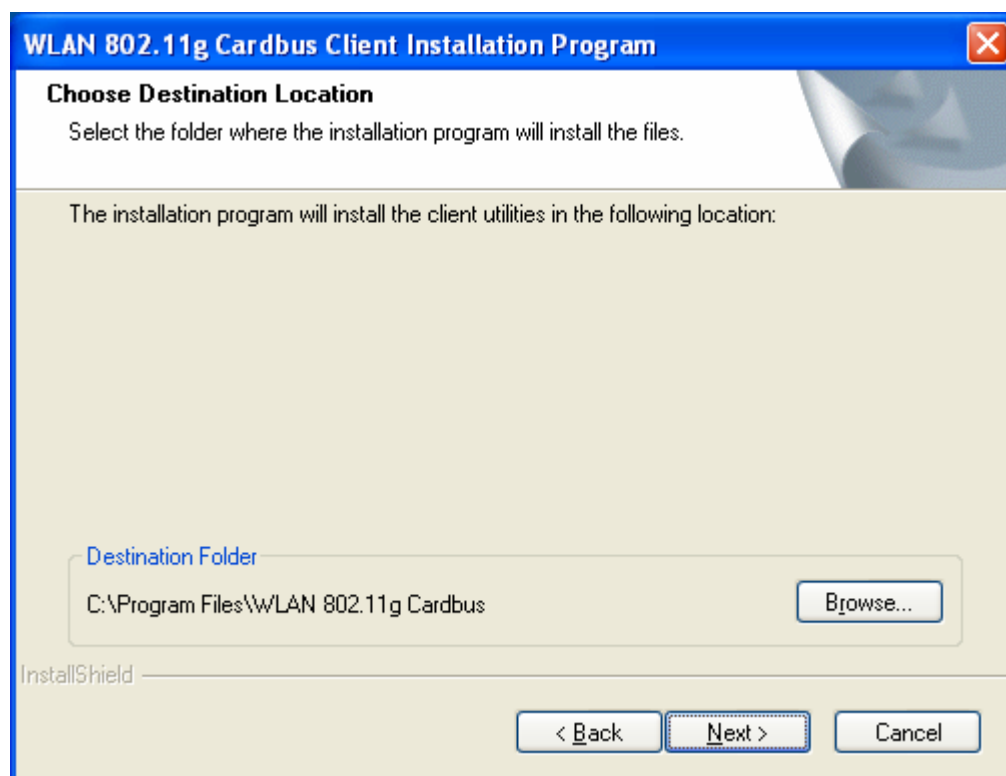 WLAN 802.11g Cardbus Client Installation Program
Choose Destination Location
Select the folder where the installation program will install the files.
The installation program will install the client utilities in the following location:
Destination Folder
C:\Program Files\WLAN 802.11g Cardbus
Browse...
InstallShield
< Back
Next >
Cancel